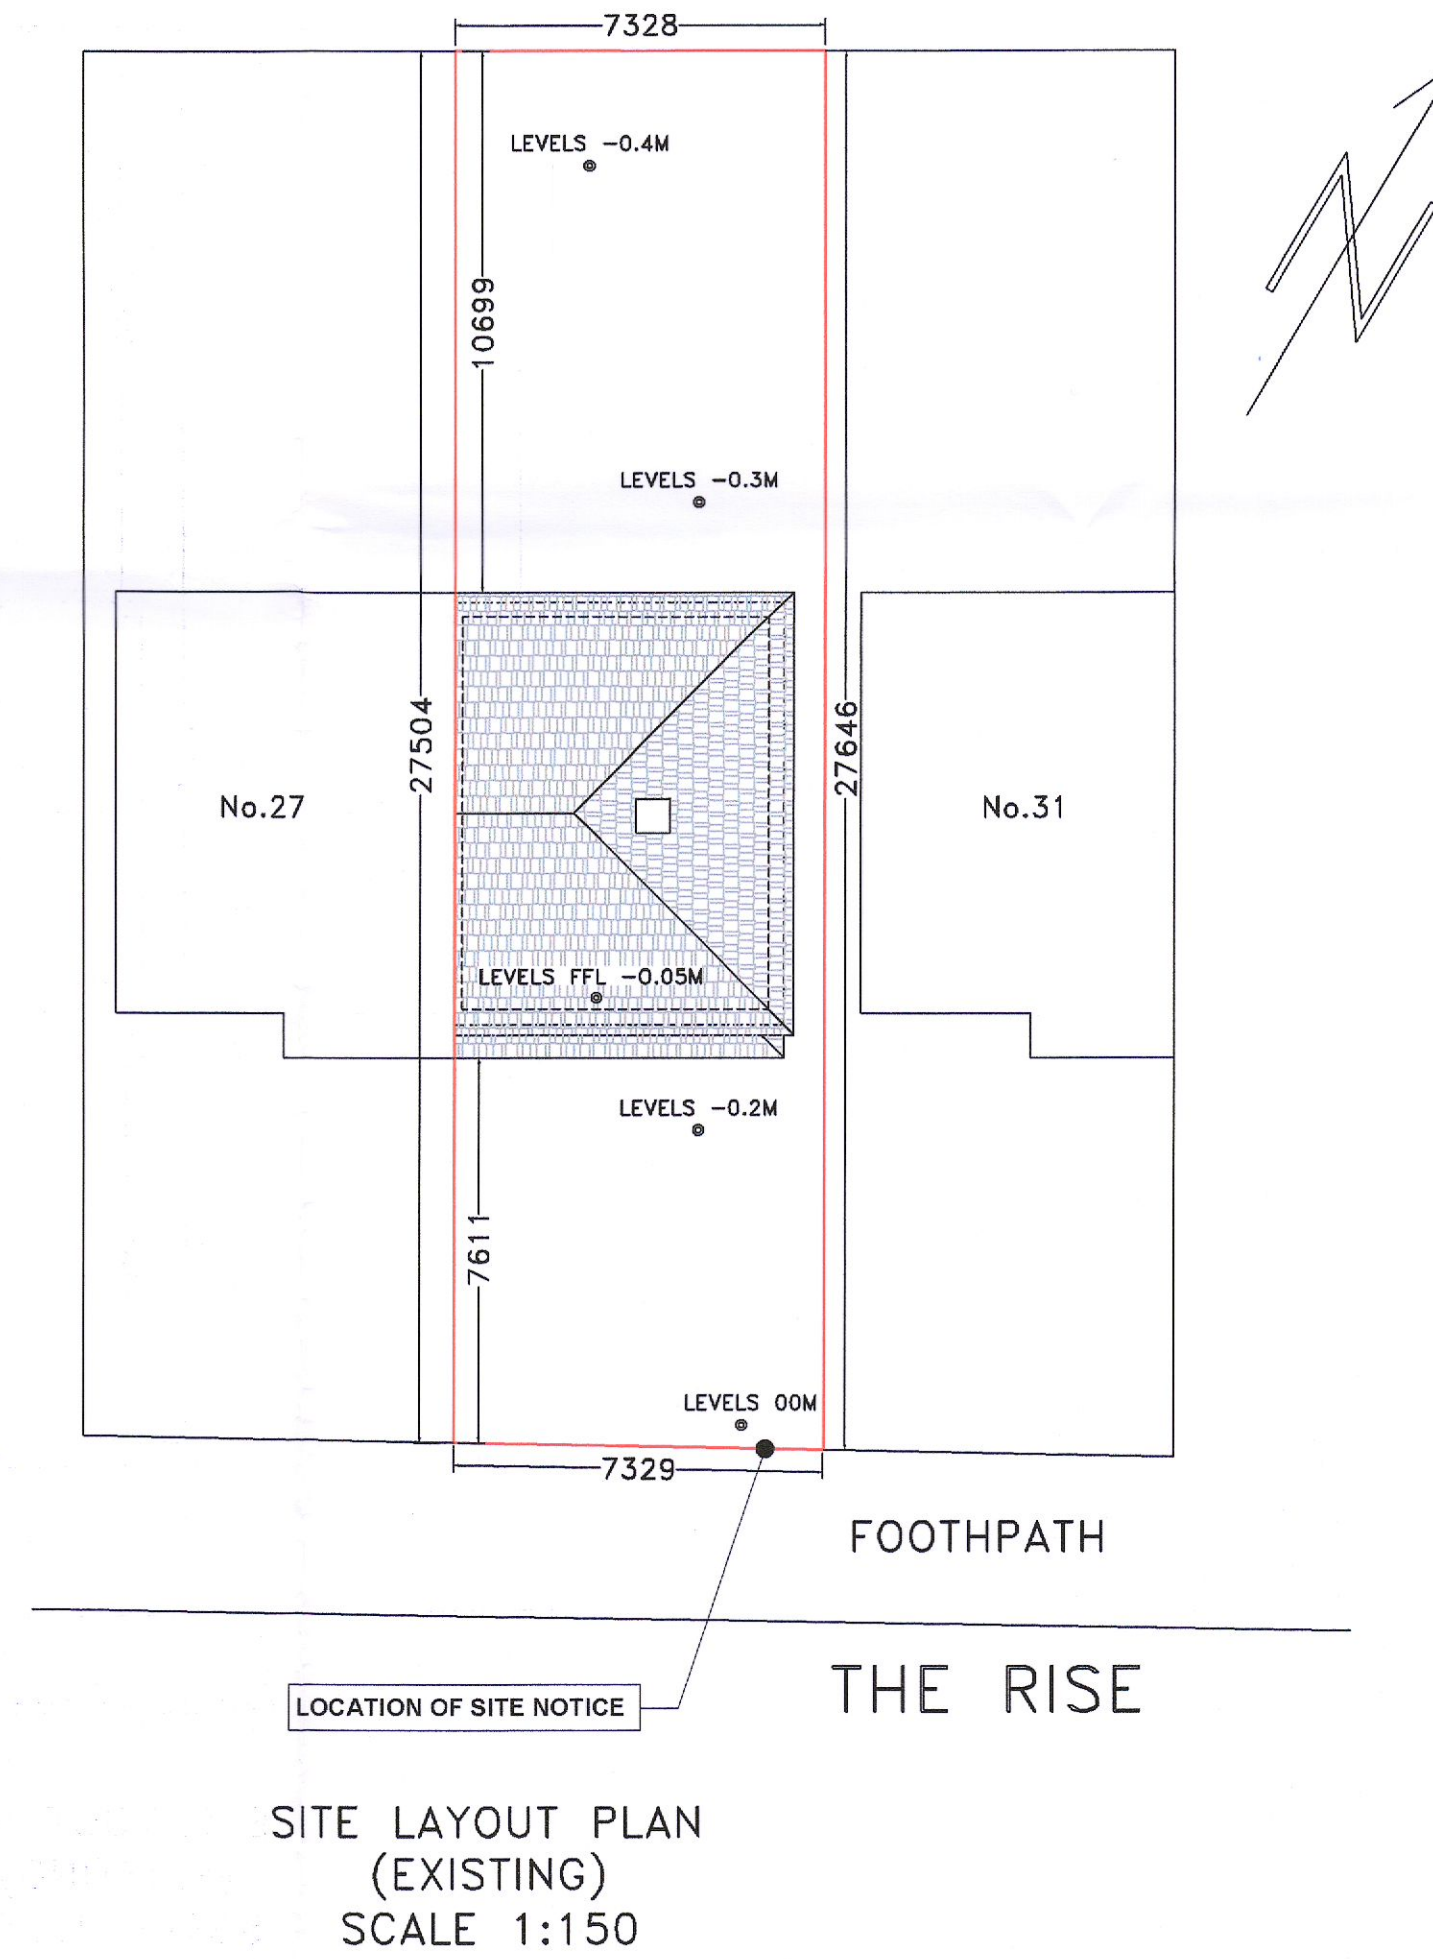 7328
LEVELS -0.4M
10699
LEVELS -0.3M
27504
27646
No.27
No.31
LEVELS FFL -0.05M
LEVELS -0.2M
7611
LEVELS 00M
7329
FOOTHPATH
THE RISE
LOCATION OF SITE NOTICE
SITE LAYOUT PLAN
(EXISTING)
SCALE 1:150